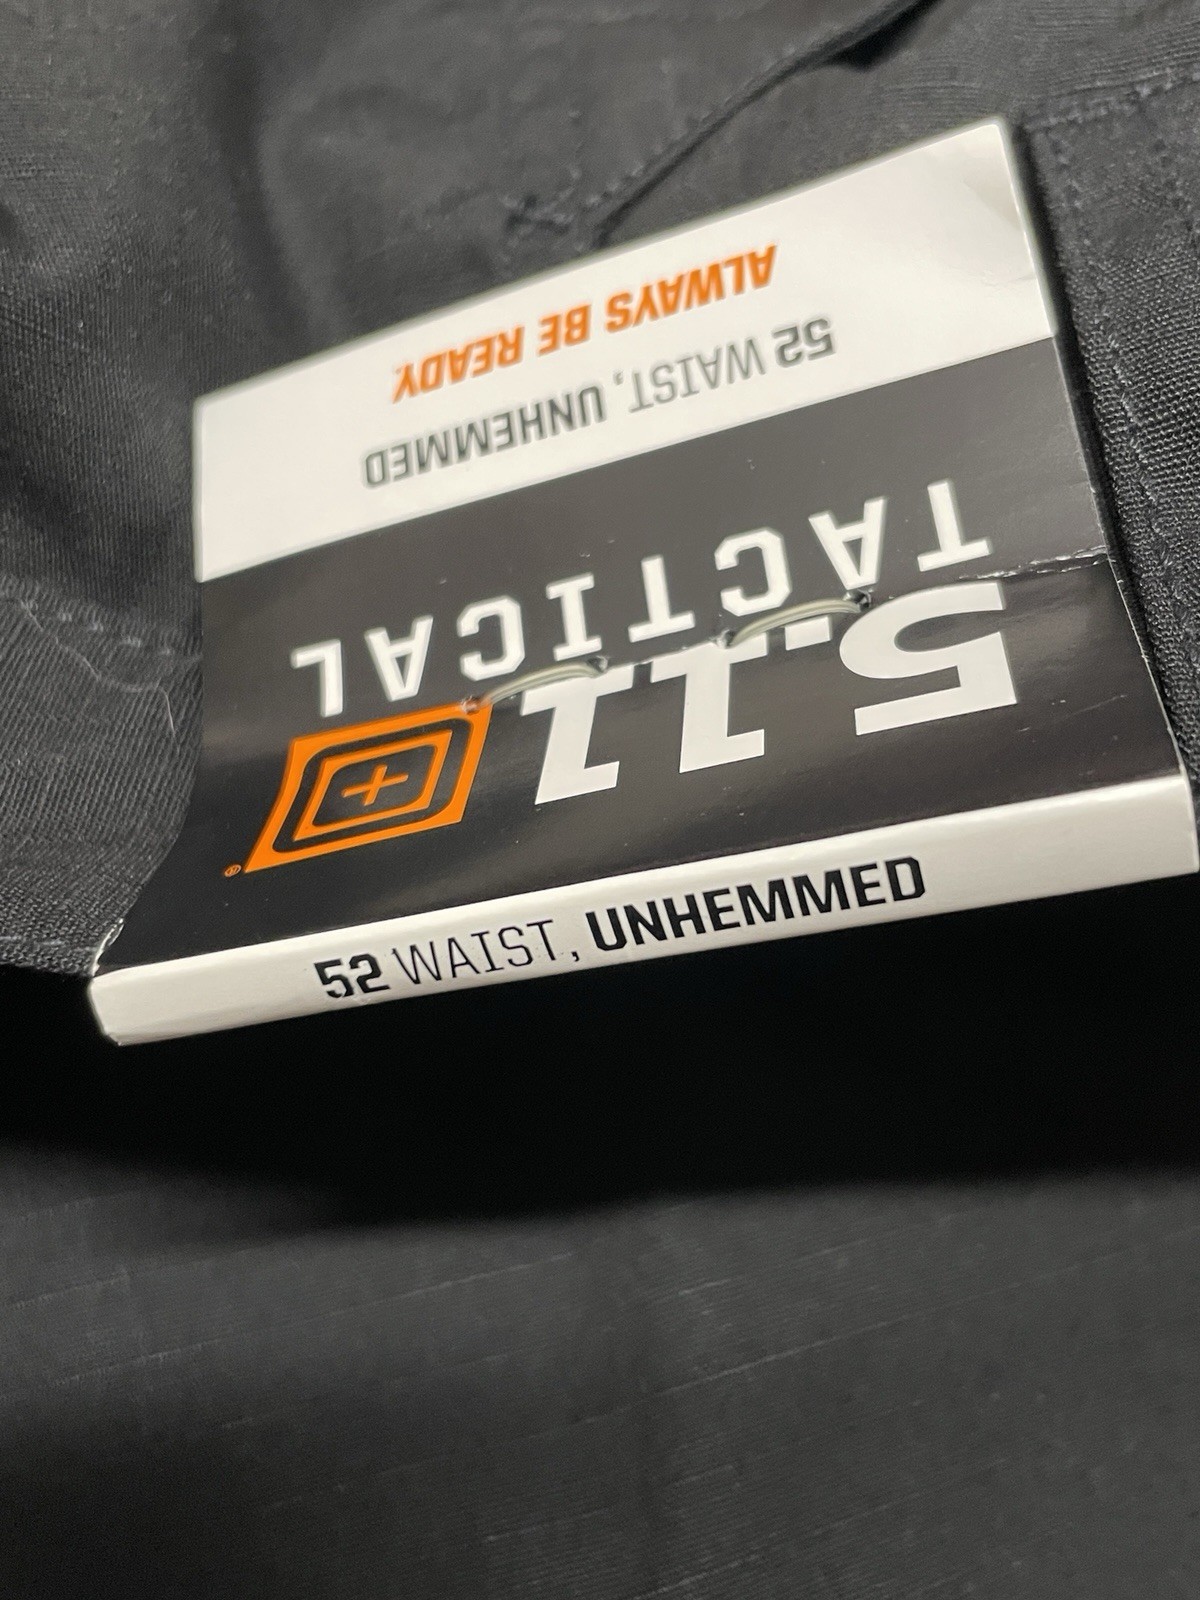 ALWAYS BE READY.
52 WAIST, UNHEMMED
TACTICAL
5.11
®
52 WAIST, UNHEMMED